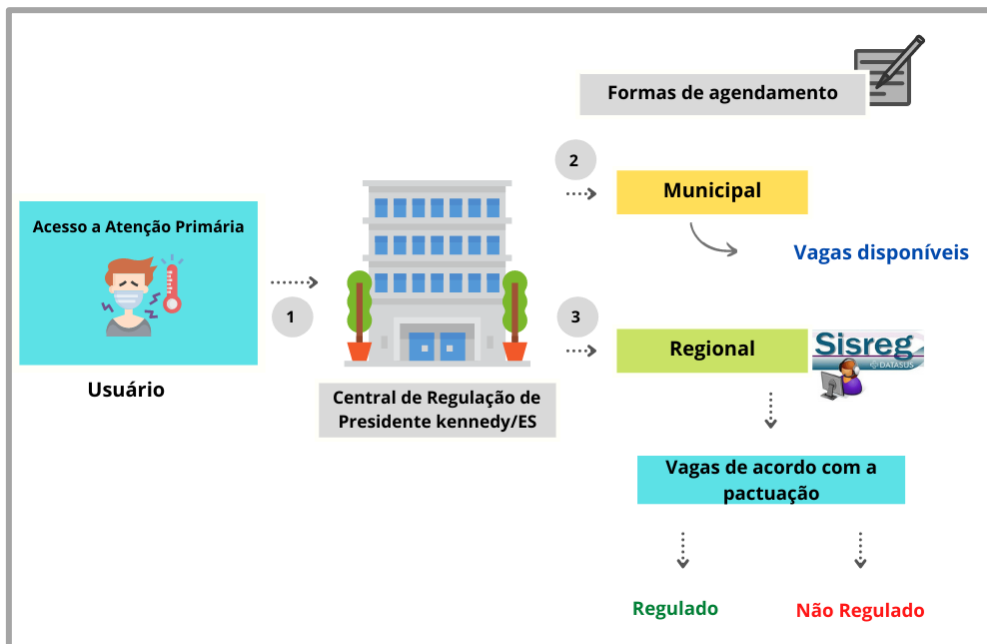 Formas de agendamento
2
Municipal
Acesso a Atenção Primária
Vagas disponíveis
1
3
Regional
Sisreg
DATASUS
Usuário
Central de Regulação de
Presidente kennedy/ES
Vagas de acordo com a
pactuação
Regulado
Não Regulado